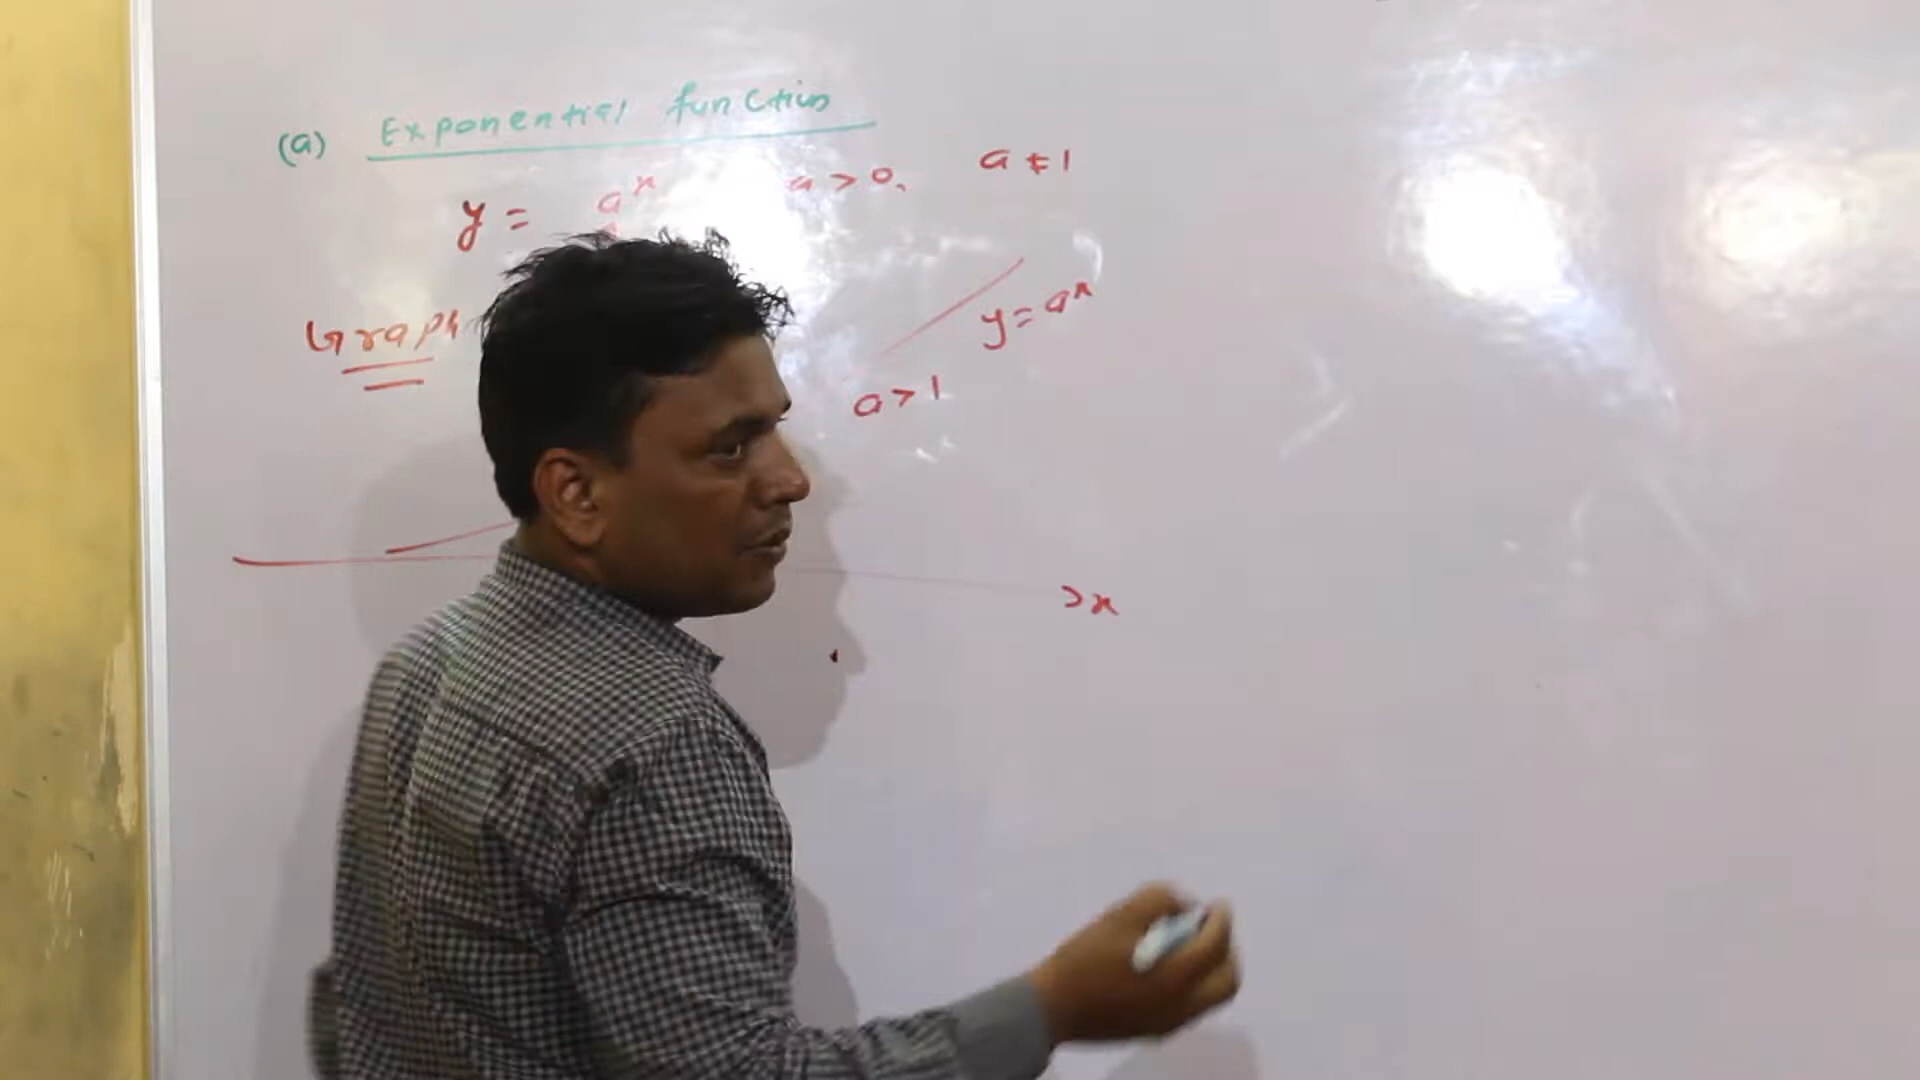 (a) Exponential function
y = a^x a > 0, a ≠ 1
Graph
y = a^x
a > 1
x